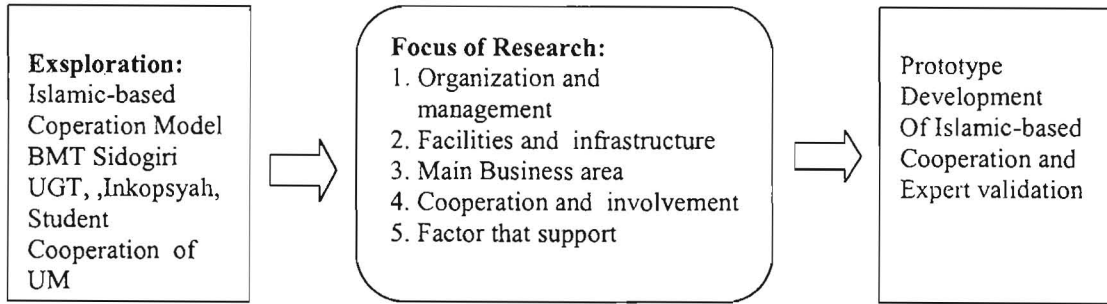 Exsploration:
Islamic-based
Coperation Model
BMT Sidogiri
UGT, ,Inkopsyah,
Student
Cooperation of
UM
Focus of Research:
1. Organization and
management
2. Facilities and infrastructure
3. Main Business area
4. Cooperation and involvement
5. Factor that support
Prototype
Development
Of Islamic-based
Cooperation and
Expert validation